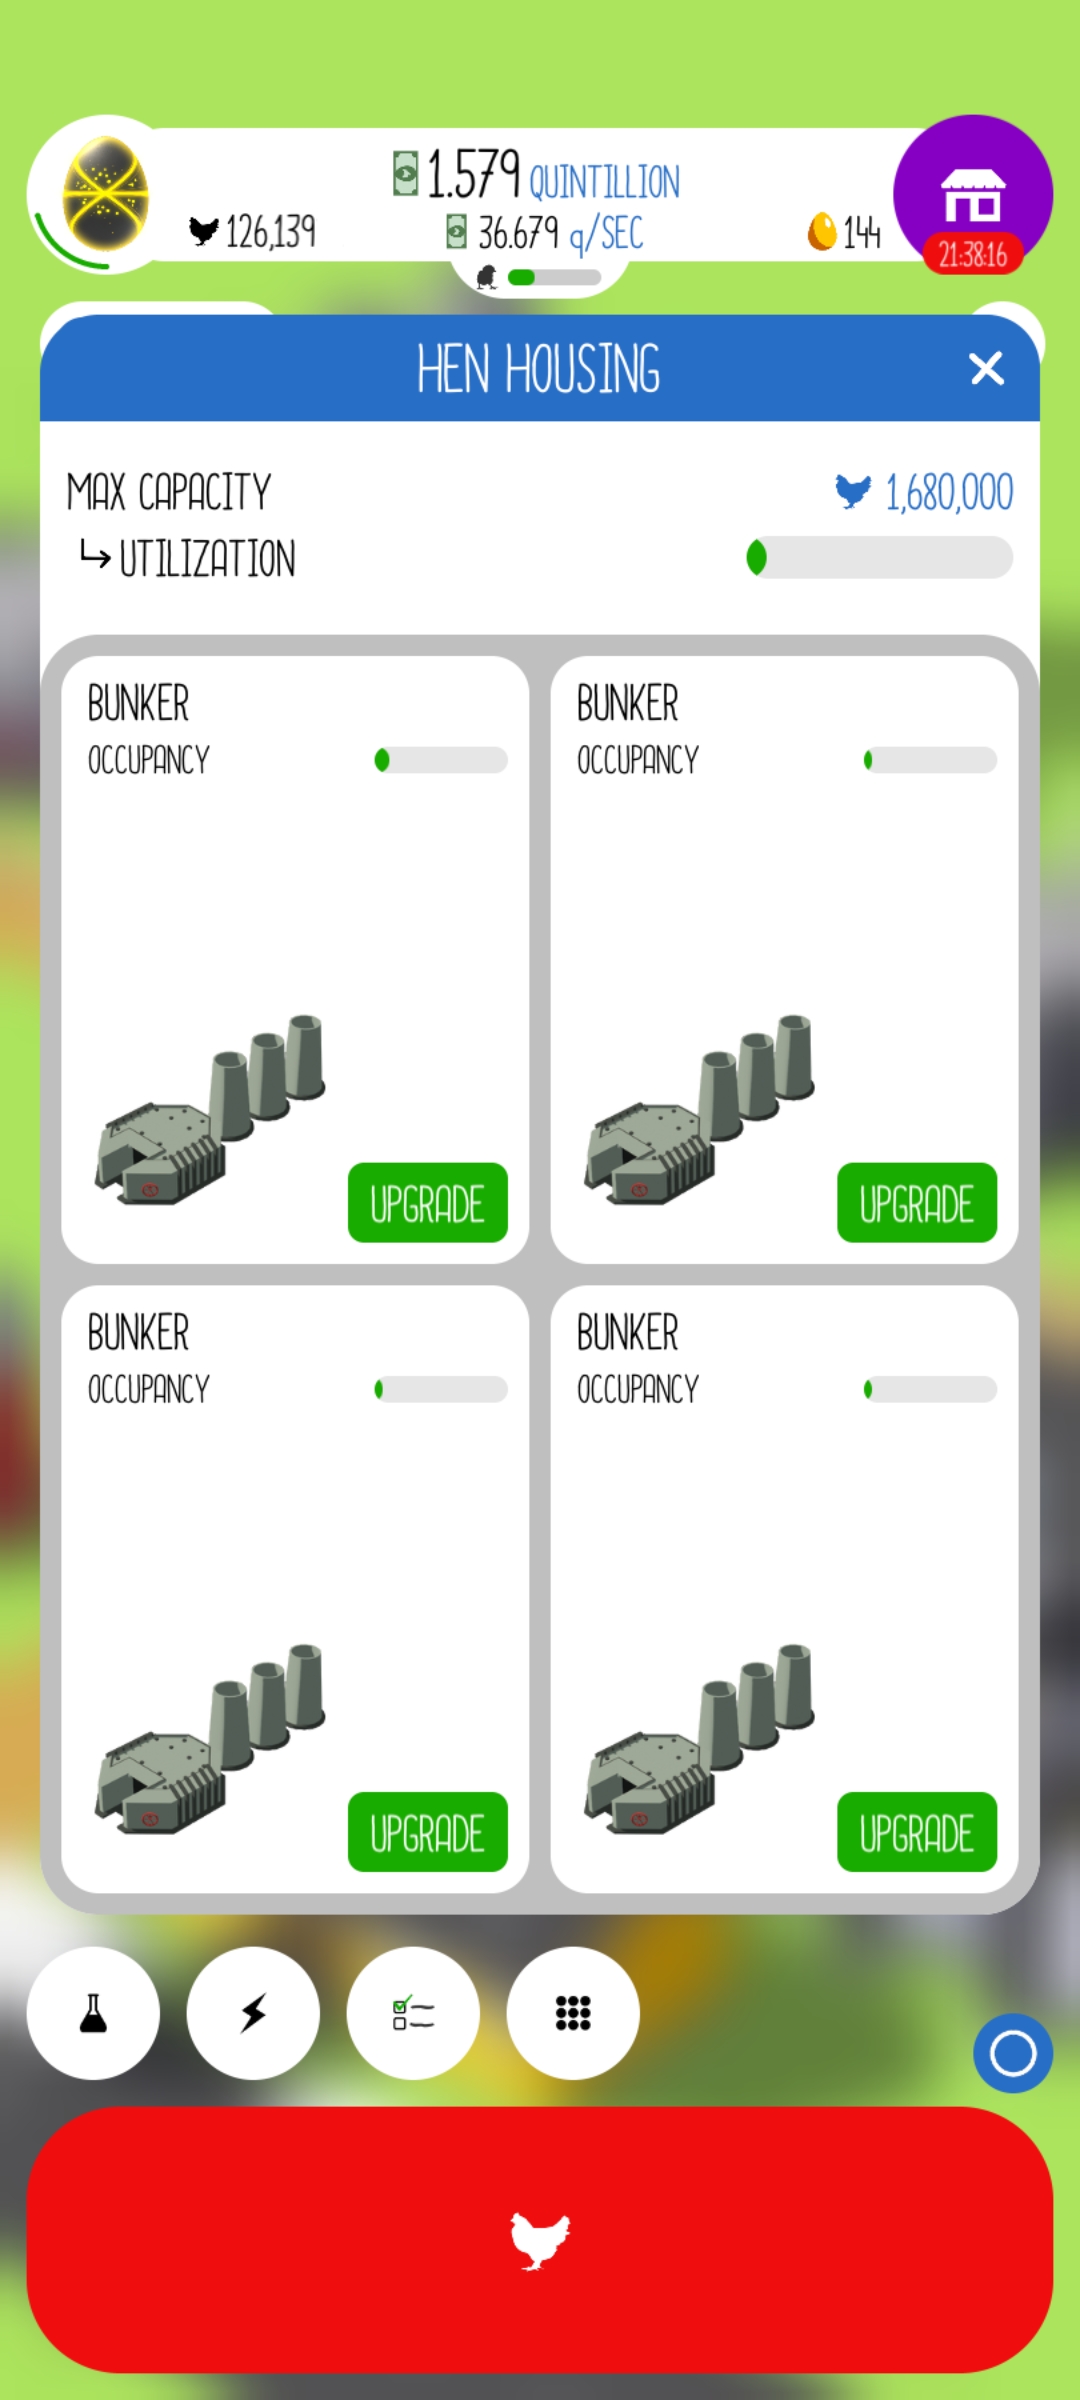 1.579 QUINTILLION
126,139 36.679 q/SEC 144
21:38:16
HEN HOUSING
MAX CAPACITY 1,680,000
UTILIZATION
BUNKER BUNKER
OCCUPANCY OCCUPANCY
UPGRADE UPGRADE
BUNKER BUNKER
OCCUPANCY OCCUPANCY
UPGRADE UPGRADE